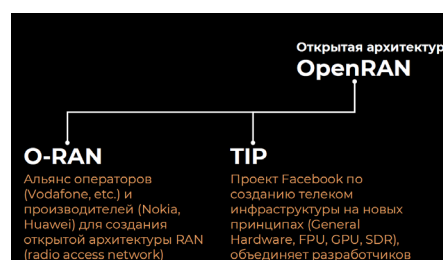 Открытая архитектур
OpenRAN
O-RAN
Альянс операторов
(Vodafone, etc.) и
производителей (Nokia,
Huawei) для создания
открытой архитектуры RAN
(radio access network)
TIP
Проект Facebook по
созданию телеком
инфраструктуры на новых
принципах (General
Hardware, FPU, GPU, SDR),
объединяет разработчиков